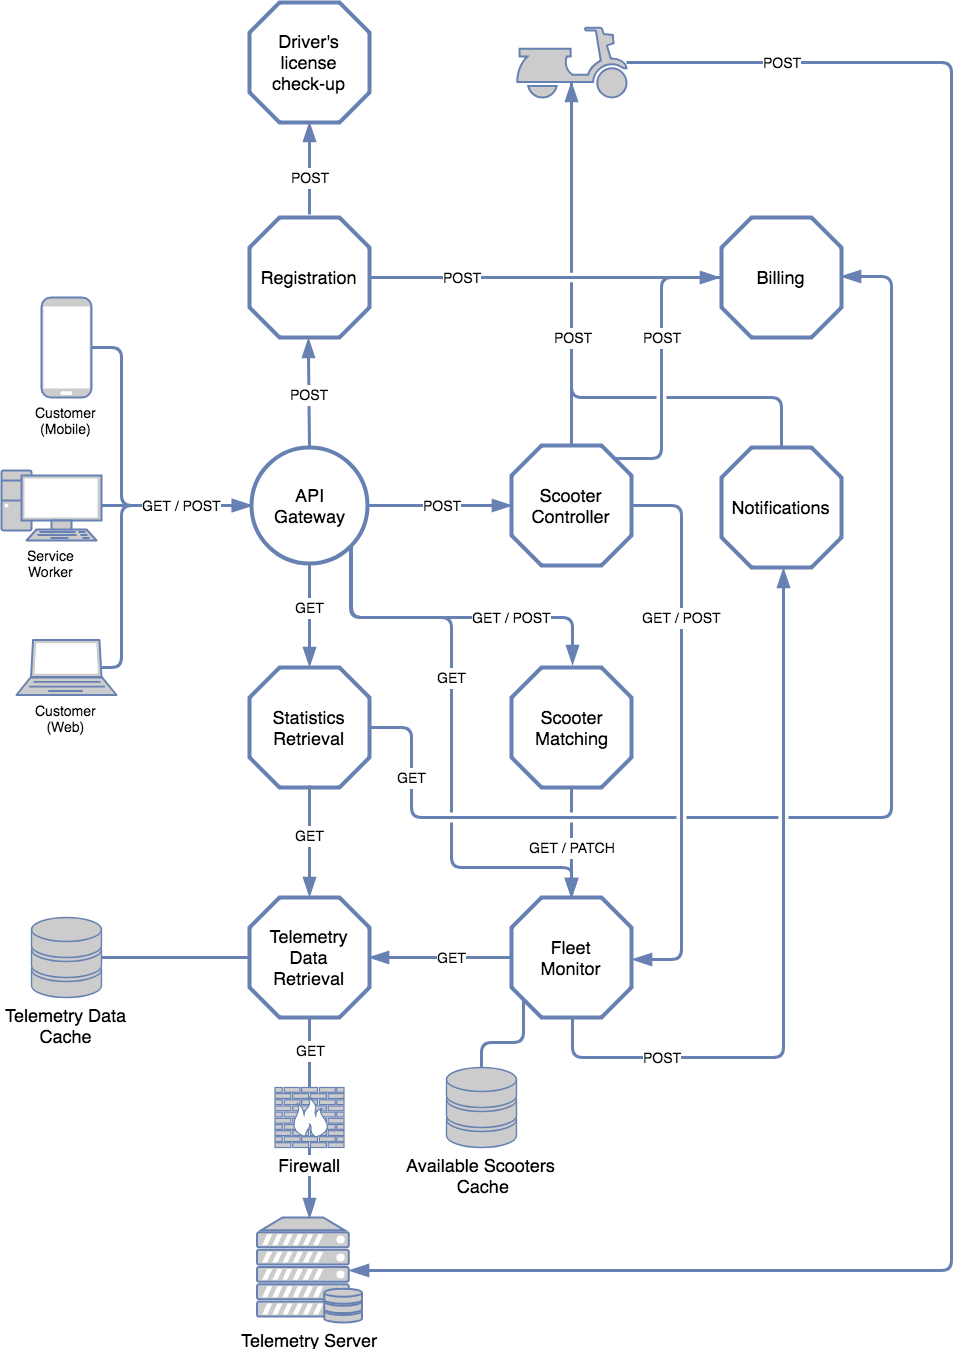 Driver's
license
check-up
POST
POST
Registration
POST
Billing
POST
POST
POST
Customer
(Mobile)
GET / POST
API
Gateway
POST
Scooter
Controller
Notifications
Service
Worker
GET
GET / POST
GET / POST
GET
Customer
(Web)
Statistics
Retrieval
Scooter
Matching
GET
GET
GET / PATCH
Telemetry
Data
Retrieval
GET
Fleet
Monitor
Telemetry Data
Cache
GET
POST
Firewall
Available Scooters
Cache
Telemetry Server